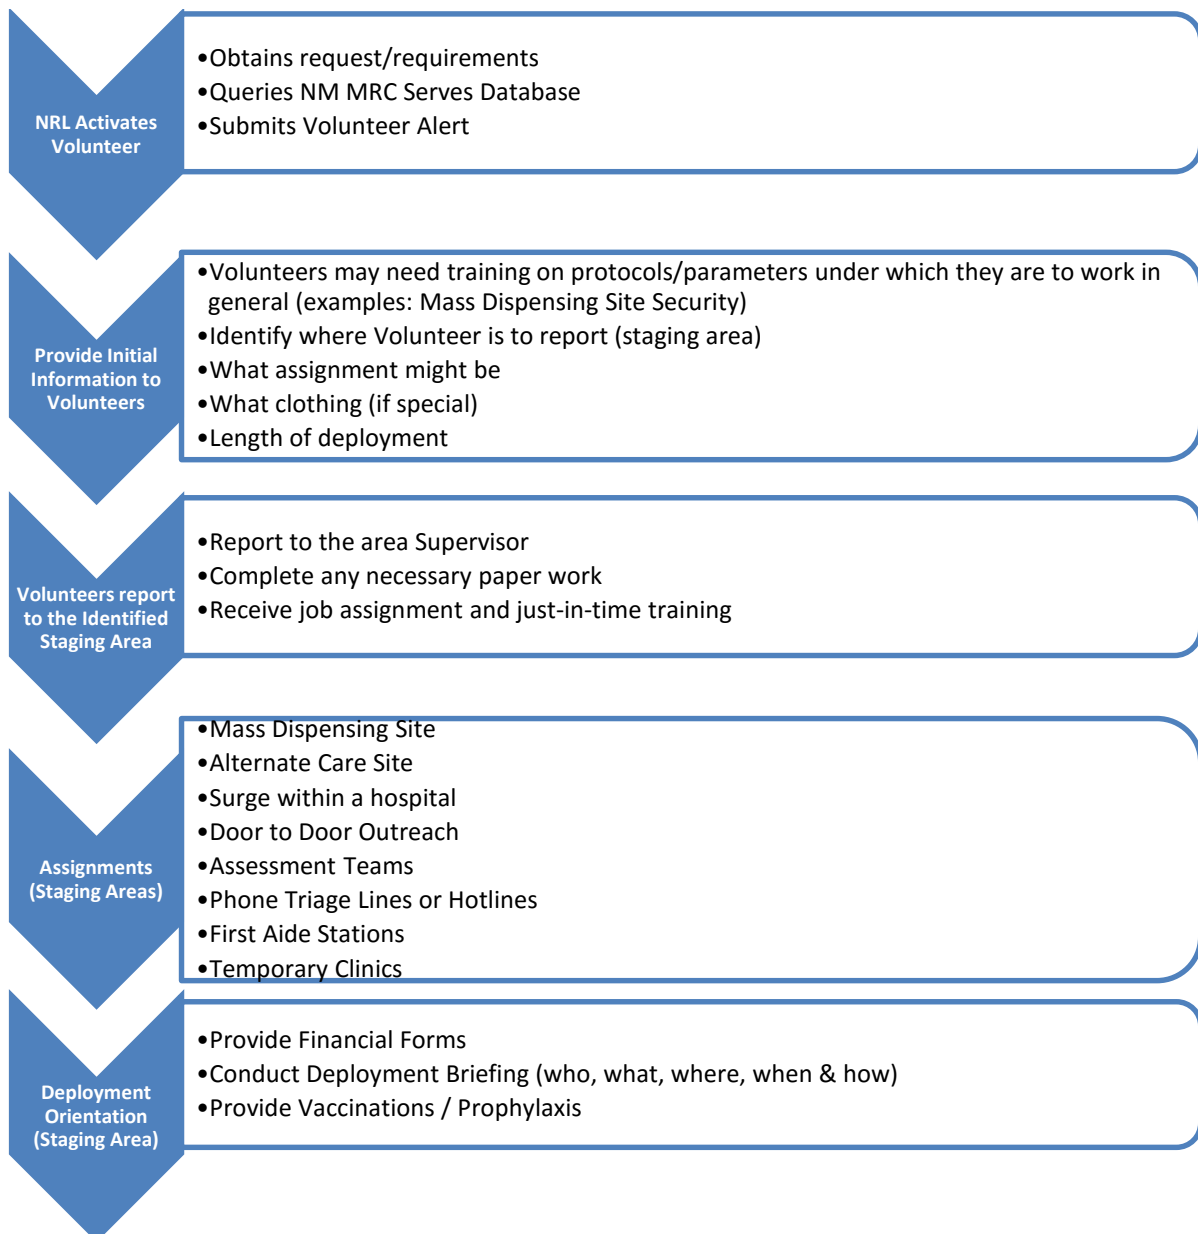 NRL Activates
Volunteer
•Obtains request/requirements
•Queries NM MRC Serves Database
•Submits Volunteer Alert
Provide Initial
Information to
Volunteers
•Volunteers may need training on protocols/parameters under which they are to work in
general (examples: Mass Dispensing Site Security)
•Identify where Volunteer is to report (staging area)
•What assignment might be
•What clothing (if special)
•Length of deployment
Volunteers report
to the Identified
Staging Area
•Report to the area Supervisor
•Complete any necessary paper work
•Receive job assignment and just-in-time training
Assignments
(Staging Areas)
•Mass Dispensing Site
•Alternate Care Site
•Surge within a hospital
•Door to Door Outreach
•Assessment Teams
•Phone Triage Lines or Hotlines
•First Aide Stations
•Temporary Clinics
Deployment
Orientation
(Staging Area)
•Provide Financial Forms
•Conduct Deployment Briefing (who, what, where, when & how)
•Provide Vaccinations / Prophylaxis